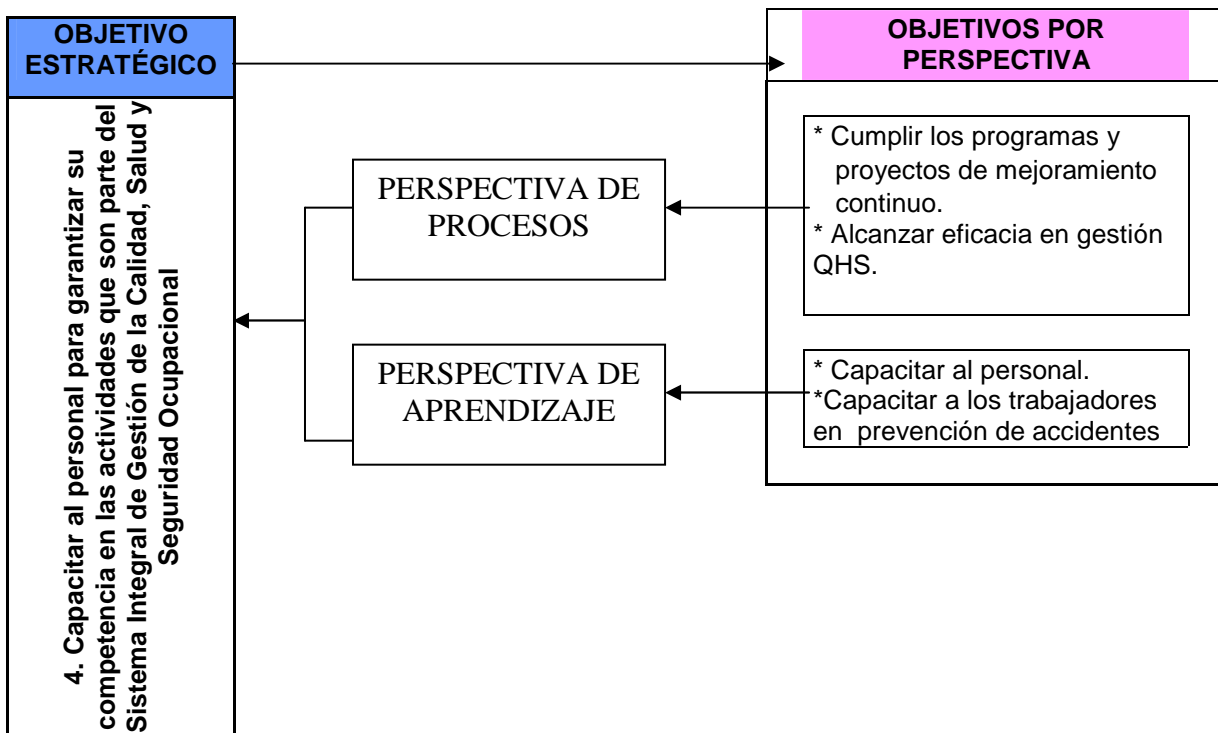 OBJETIVO
ESTRATÉGICO
4. Capacitar al personal para garantizar su
competencia en las actividades que son parte del
Sistema Integral de Gestión de la Calidad, Salud y
Seguridad Ocupacional
PERSPECTIVA DE
PROCESOS
PERSPECTIVA DE
APRENDIZAJE
OBJETIVOS POR
PERSPECTIVA
* Cumplir los programas y
proyectos de mejoramiento
continuo.
* Alcanzar eficacia en gestión
QHS.
* Capacitar al personal.
*Capacitar a los trabajadores
en prevención de accidentes